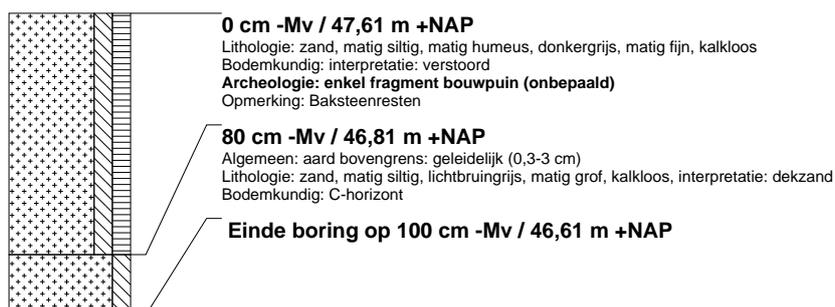 0 cm -Mv / 47,61 m +NAP
Lithologie: zand, matig siltig, matig humeus, donkergrijs, matig fijn, kalkloos
Bodemkundig: interpretatie: verstoord
Archeologie: enkel fragment bouwpuin (onbepaald)
Opmerking: Baksteenresten
80 cm -Mv / 46,81 m +NAP
Algemeen: aard bovengrens: geleidelijk (0,3-3 cm)
Lithologie: zand, matig siltig, lichtbruingrijs, matig grof, kalkloos, interpretatie: dekzand
Bodemkundig: C-horizont
Einde boring op 100 cm -Mv / 46,61 m +NAP